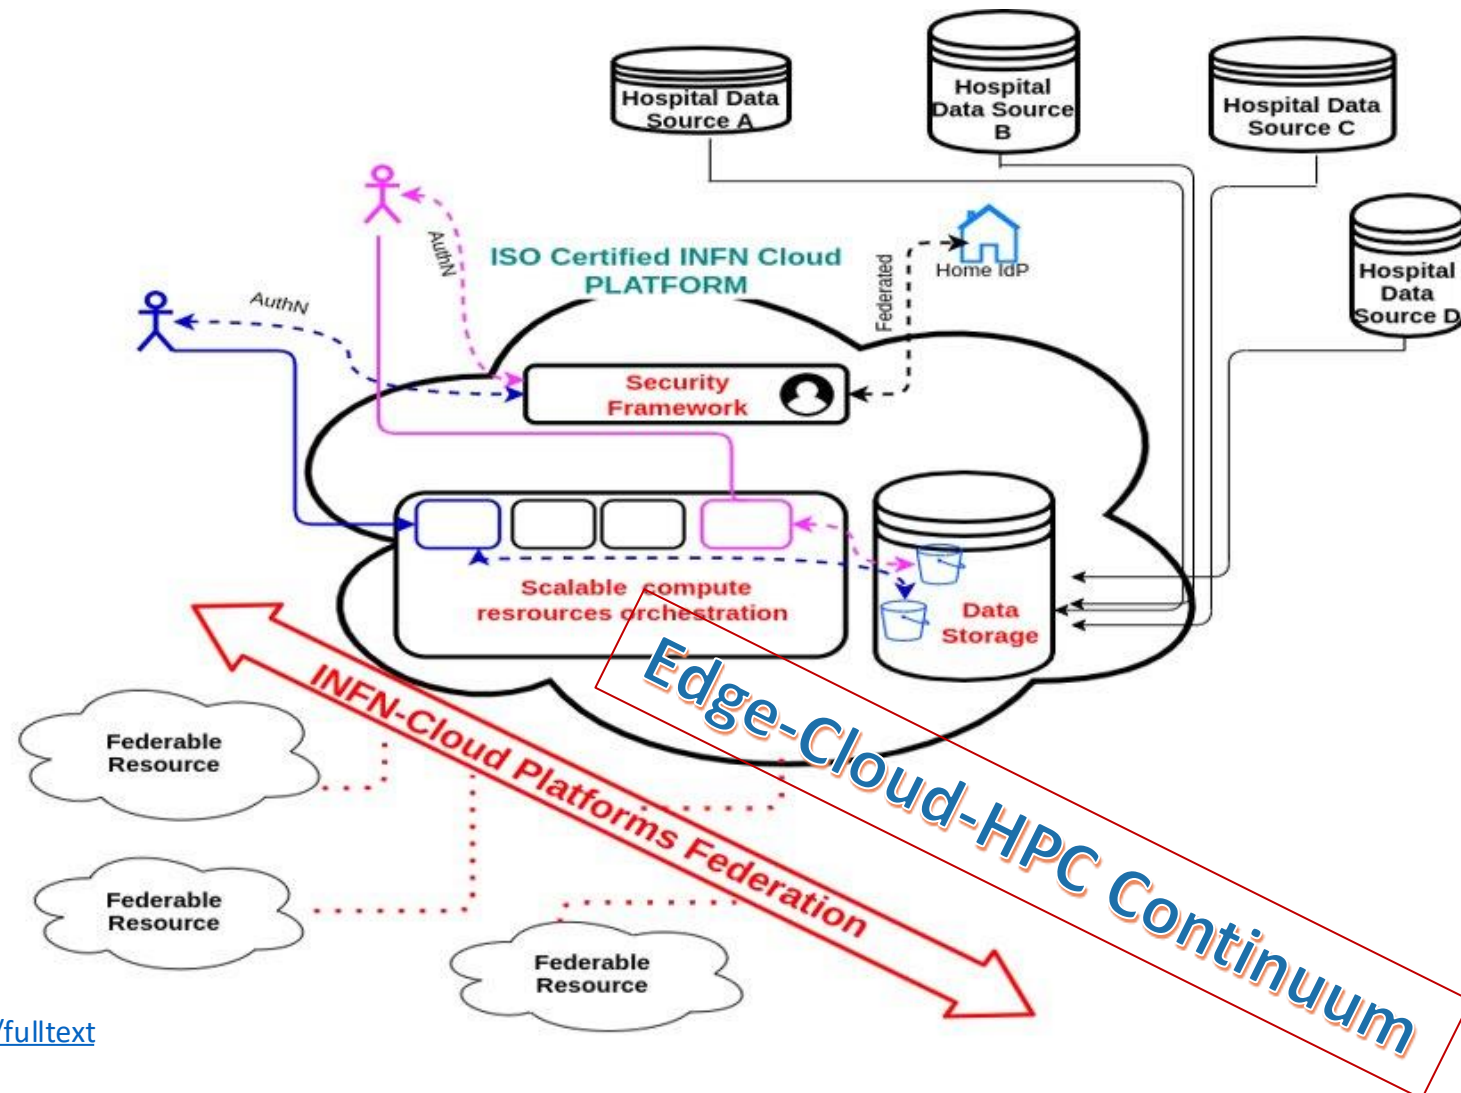 Hospital Data
Source A
Hospital
Data Source
B
Hospital Data
Source C
Hospital
Data
Source D
AuthN
AuthN
ISO Certified INFN Cloud
PLATFORM
Federated
Home IdP
Security
Framework
Scalable compute
resrources orchestration
Data
Storage
INFN-Cloud Platforms Federation
Edge-Cloud-HPC Continuum
Federable
Resource
Federable
Resource
Federable
Resource
/fulltext